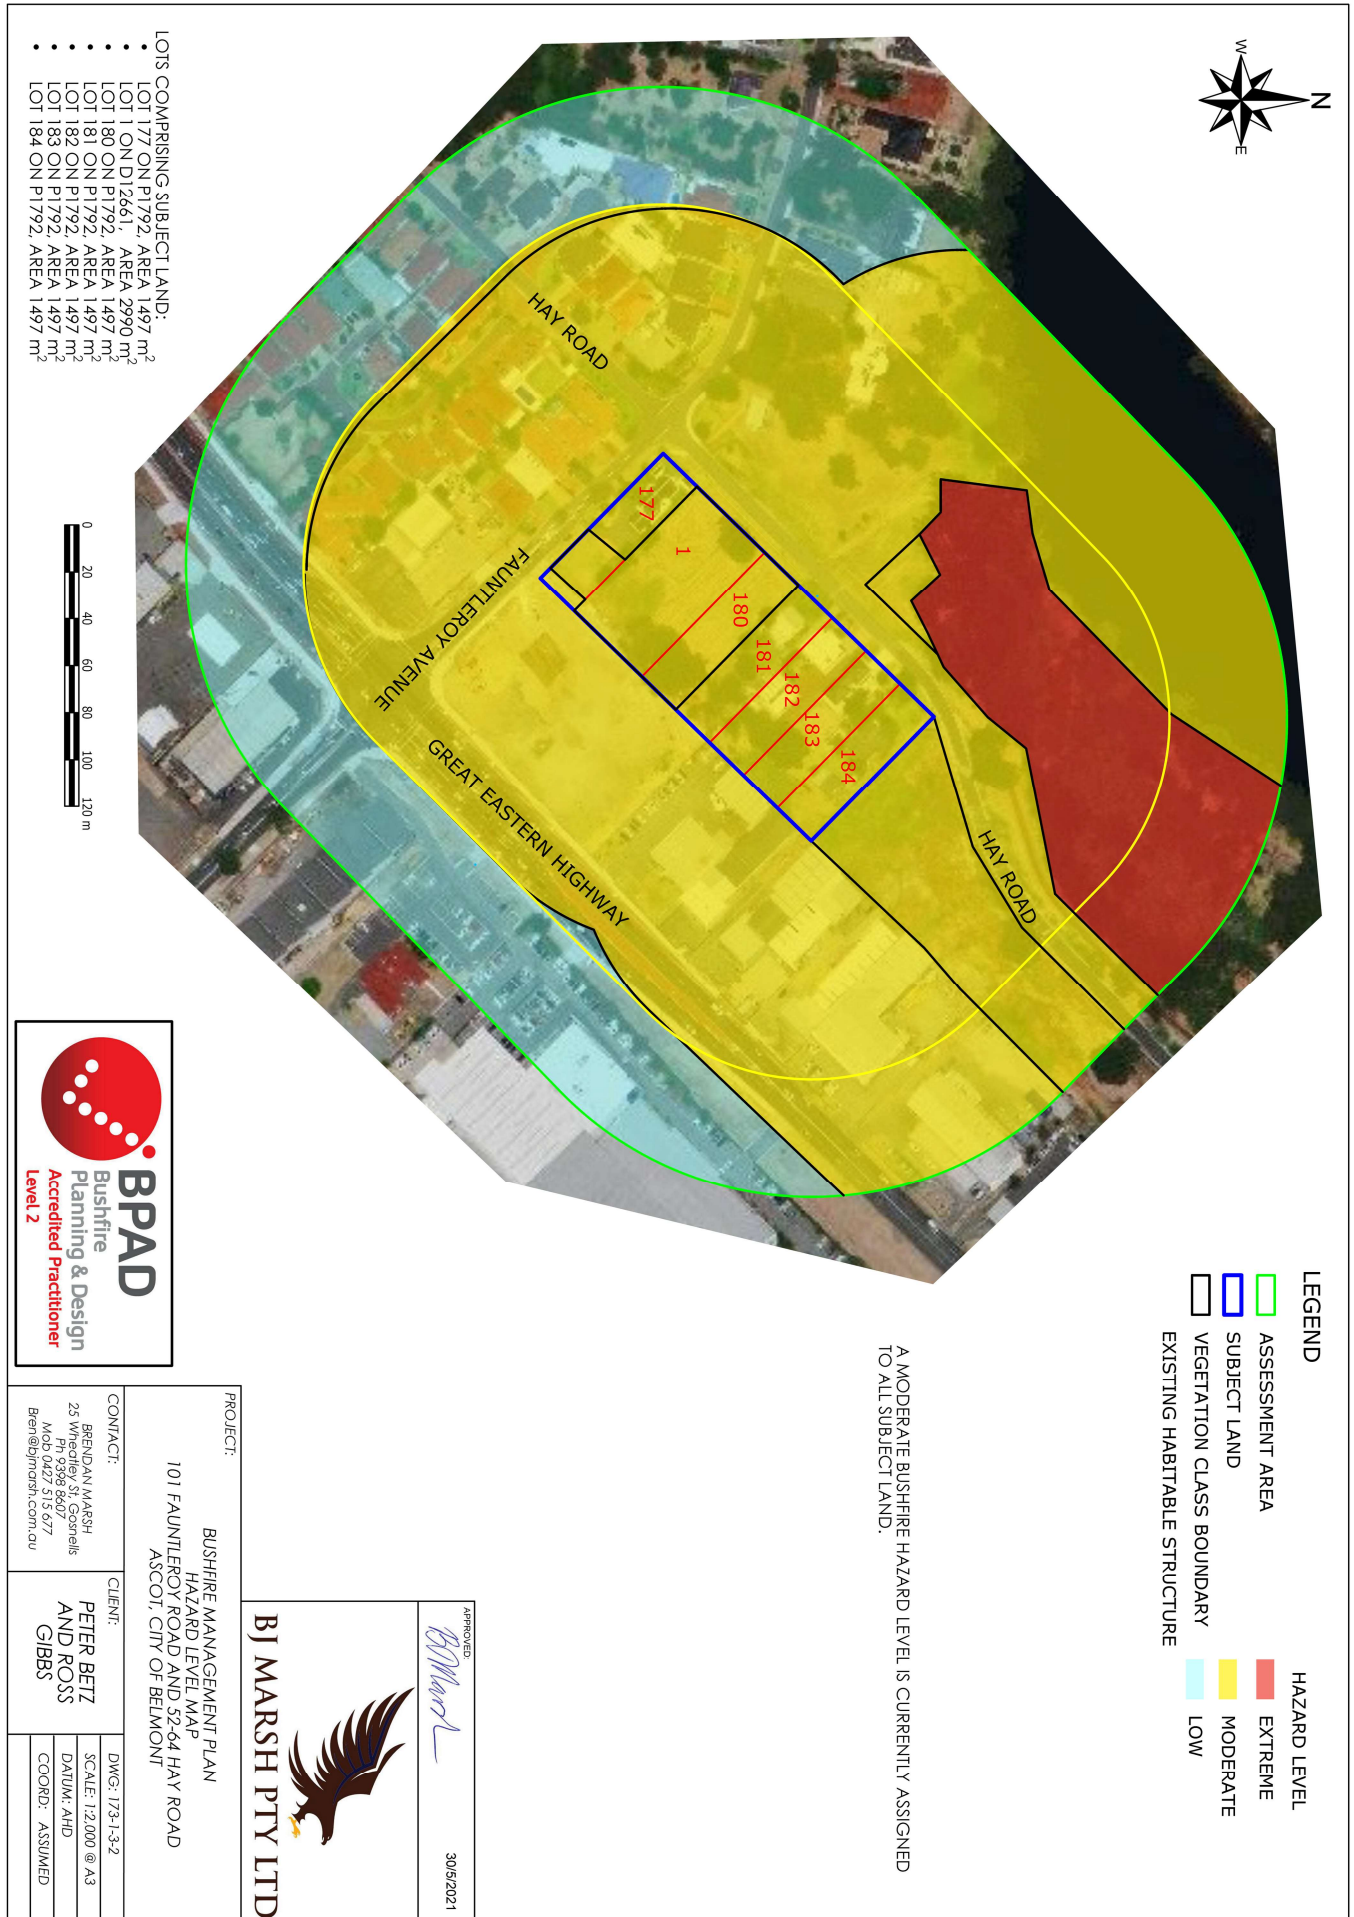 N
W
E
LOTS COMPRISING SUBJECT LAND:
• LOT 177 ON P1792, AREA 1497 m²
• LOT 1 ON D12661, AREA 2990 m²
• LOT 180 ON P1792, AREA 1497 m²
• LOT 181 ON P1792, AREA 1497 m²
• LOT 182 ON P1792, AREA 1497 m²
• LOT 183 ON P1792, AREA 1497 m²
• LOT 184 ON P1792, AREA 1497 m²
HAY ROAD
177
1
180
181
182
183
184
FAUNTLEROY AVENUE
GREAT EASTERN HIGHWAY
HAY ROAD
0 20 40 60 80 100 120 m
LEGEND
ASSESSMENT AREA
SUBJECT LAND
VEGETATION CLASS BOUNDARY
EXISTING HABITABLE STRUCTURE
HAZARD LEVEL
EXTREME
MODERATE
LOW
A MODERATE BUSHFIRE HAZARD LEVEL IS CURRENTLY ASSIGNED
TO ALL SUBJECT LAND.
BPAD
Bushfire
Planning & Design
Accredited Practitioner
Level 2
APPROVED:
BJMarsh
30/5/2021
BJ MARSH PTY LTD
PROJECT:
BUSHFIRE MANAGEMENT PLAN
HAZARD LEVEL MAP
101 FAUNTLEROY ROAD AND 52-64 HAY ROAD
ASCOT, CITY OF BELMONT
CONTACT:
BRENDAN MARSH
25 Wheatley St, Gosnells
Ph 9398 8607
Mob 0427 515 677
Bren@bjmarsh.com.au
CLIENT:
PETER BETZ
AND ROSS
GIBBS
DWG: 173-1-3-2
SCALE: 1:2,000 @ A3
DATUM: AHD
COORD: ASSUMED